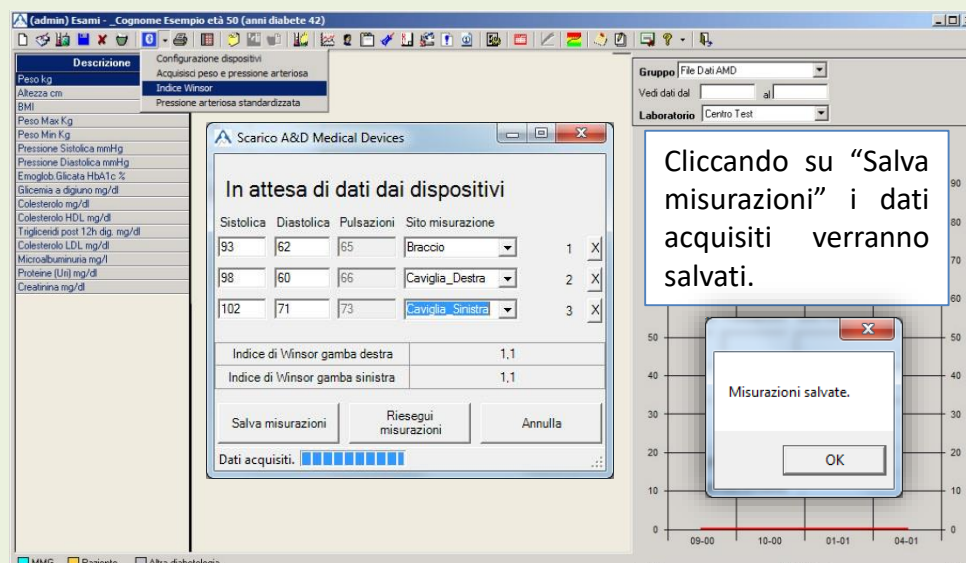 (admin) Esami - _Cognome Esempio età 50 (anni diabete 42)
Configurazione dispositivi
Acquisisci peso e pressione arteriosa
Indice Winsor
Pressione arteriosa standardizzata
Descrizione
Peso kg
Altezza cm
BMI
Peso Max Kg
Peso Min Kg
Pressione Sistolica mmHg
Pressione Diastolica mmHg
Emoglob.Glicata HbA1c %
Glicemia a digiuno mg/dl
Colesterolo mg/dl
Colesterolo HDL mg/dl
Trigliceridi post 12h dig. mg/dl
Colesterolo LDL mg/dl
Microalbuminuria mg/l
Proteine (Uri) mg/dl
Creatinina mg/dl
Gruppo File Dati AMD
Vedi dati dal al
Laboratorio Centro Test
Scarico A&D Medical Devices
In attesa di dati dai dispositivi
Sistolica Diastolica Pulsazioni Sito misurazione
93 62 65 Braccio 1 X
98 60 66 Caviglia_Destra 2 X
102 71 73 Caviglia_Sinistra 3 X
Indice di Winsor gamba destra 1,1
Indice di Winsor gamba sinistra 1,1
Salva misurazioni
Riesegui
misurazioni
Annulla
Dati acquisiti.
Cliccando su “Salva
misurazioni” i dati
acquisiti verranno
salvati.
Misurazioni salvate.
OK
90
80
70
60
50 50
40 40
30 30
20 20
10 10
0 0
09-00 10-00 01-01 04-01
MMG Paziente Altra diabetologia